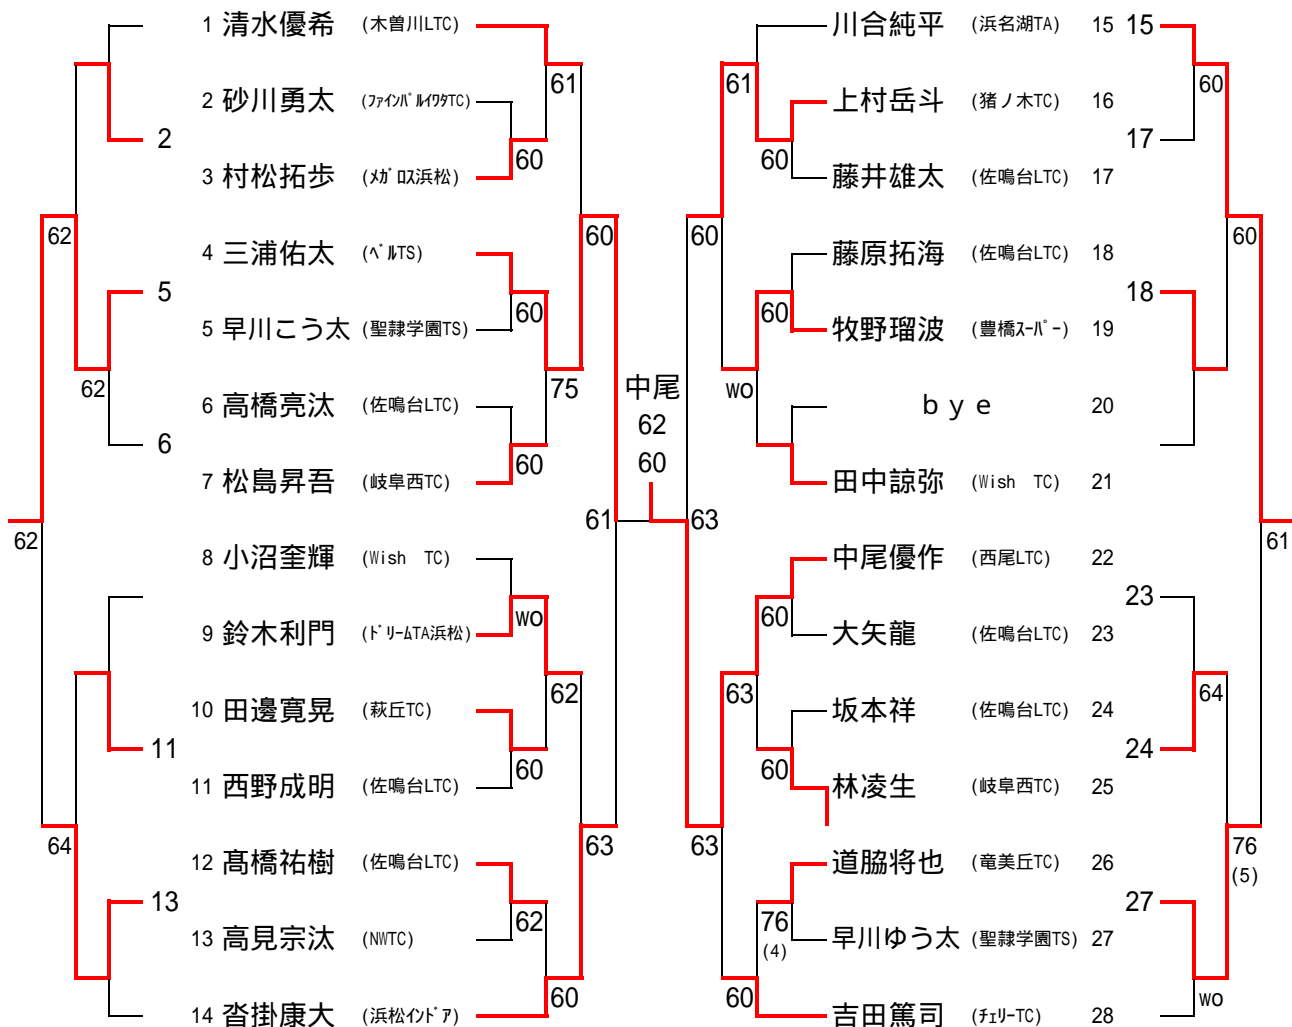 1 清水優希 (木曽川LTC) 川合純平 (浜名湖TA) 15 15
61 61 60
2 砂川勇太 (ﾌｧｲﾝﾊﾟﾙｲﾜﾀTC) 上村岳斗 (猪ノ木TC) 16
2 60 60 17
3 村松拓歩 (ﾒｶﾞﾛｽ浜松) 藤井雄太 (佐鳴台LTC) 17
62 60 60 60
4 三浦佑太 (ﾍﾞﾙTS) 藤原拓海 (佐鳴台LTC) 18
5 60 60 18
5 早川こう太 (聖隷学園TS) 牧野瑠波 (豊橋ｽｰﾊﾟｰ) 19
62 75 中尾 wo
6 高橋亮汰 (佐鳴台LTC) 62 bye 20
6 60 60
7 松島昇吾 (岐阜西TC) 田中諒弥 (Wish TC) 21
62 61 63 61
8 小沼奎輝 (Wish TC) 中尾優作 (西尾LTC) 22
wo 60 23
9 鈴木利門 (ﾄﾞﾘｰﾑTA浜松) 大矢龍 (佐鳴台LTC) 23
62 63 64
10 田邊寛晃 (萩丘TC) 坂本祥 (佐鳴台LTC) 24
11 60 60 24
11 西野成明 (佐鳴台LTC) 林凌生 (岐阜西TC) 25
64 63 63 76
12 髙橋祐樹 (佐鳴台LTC) 道脇将也 (竜美丘TC) 26 (5)
13 62 76 27
13 高見宗汰 (NWTC) (4) 早川ゆう太 (聖隷学園TS) 27
60 60 wo
14 沓掛康大 (浜松ｲﾝﾄﾞｱ) 吉田篤司 (ﾁｪﾘｰTC) 28